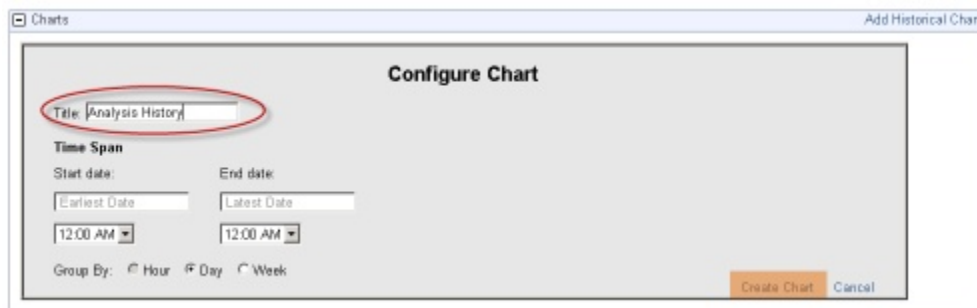 Charts Add Historical Char
Configure Chart
Title: Analysis History
Time Span
Start date: End date:
Earliest Date Latest Date
12:00 AM 12:00 AM
Group By: Hour Day Week
Create Chart Cancel